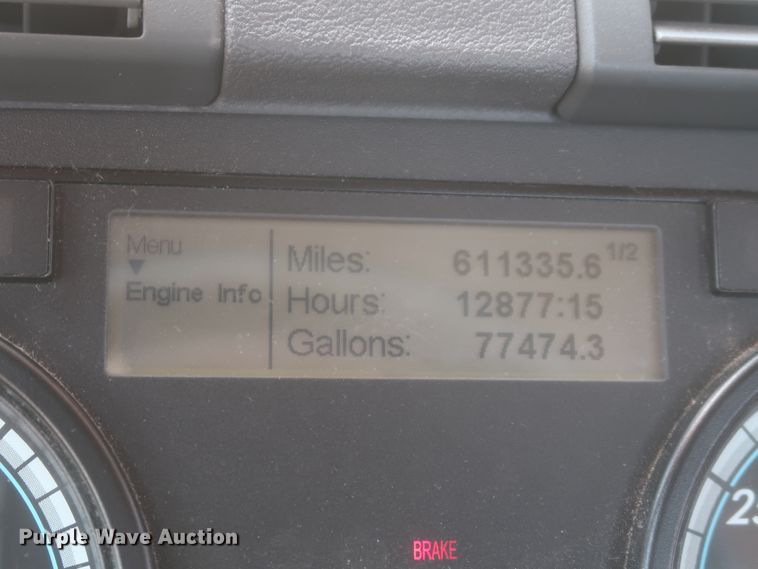 Menu
Engine Info
Miles: 611335.6 1/2
Hours: 12877:15
Gallons: 77474.3
BRAKE
Purple Wave Auction